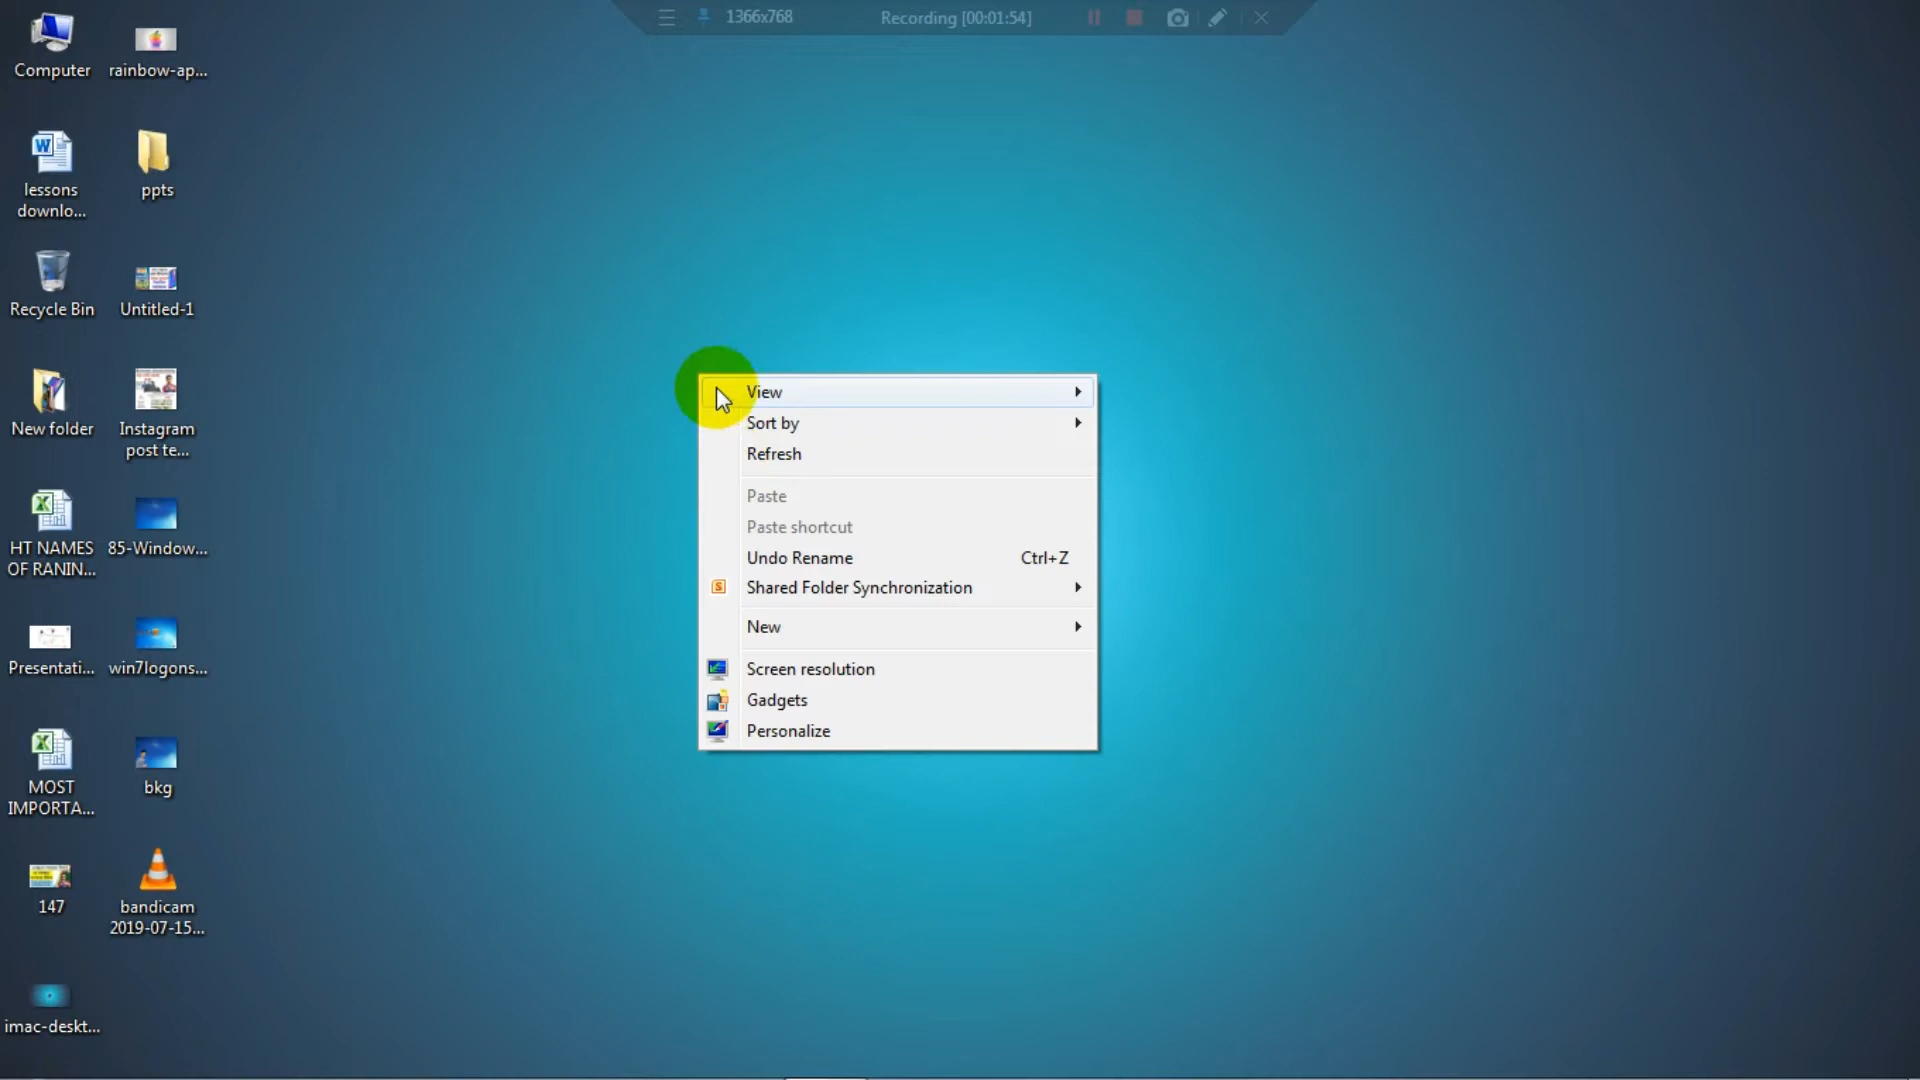 1366x768
Recording [00:01:54]
Computer
rainbow-ap...
lessons
downlo...
ppts
Recycle Bin
Untitled-1
New folder
Instagram
post te...
HT NAMES
OF RANIN...
85-Window...
Presentati...
win7logons...
MOST
IMPORTA...
bkg
147
bandicam
2019-07-15...
imac-deskt...
View
Sort by
Refresh
Paste
Paste shortcut
Undo Rename Ctrl+Z
Shared Folder Synchronization
New
Screen resolution
Gadgets
Personalize